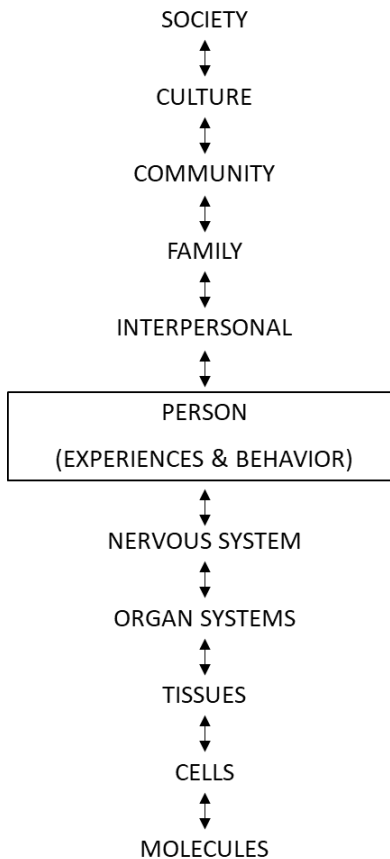 SOCIETY
CULTURE
COMMUNITY
FAMILY
INTERPERSONAL
PERSON
(EXPERIENCES & BEHAVIOR)
NERVOUS SYSTEM
ORGAN SYSTEMS
TISSUES
CELLS
MOLECULES